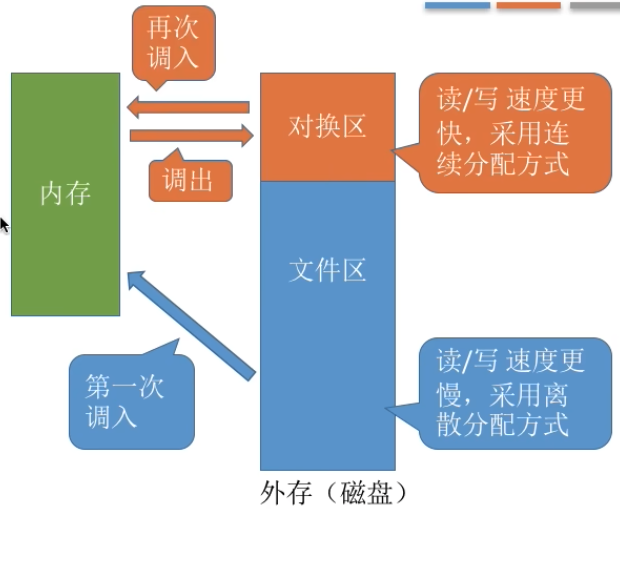 再次
调入
内存
调出
第一次
调入
对换区
文件区
外存（磁盘）
读/写 速度更
快，采用连
续分配方式
读/写 速度更
慢，采用离
散分配方式